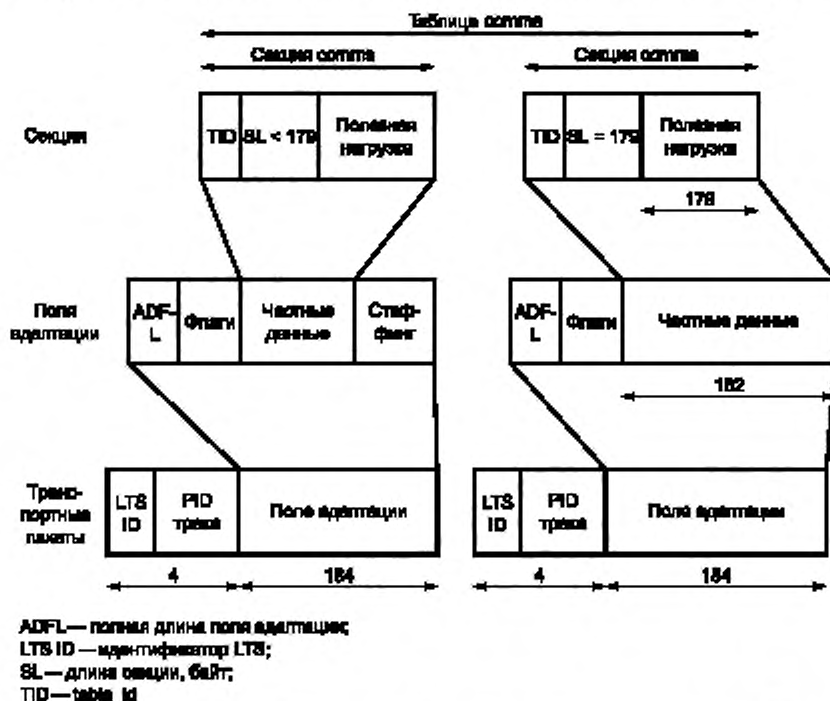 Таблица comma
Секция comma
Секция comma
Секция
TID
SL < 179
Полезная нагрузка
TID
SL = 179
Полезная нагрузка
179
Поля адаптации
ADF-L
Флаги
Частные данные
Стаф-финг
ADF-L
Флаги
Частные данные
182
Транс-портные пакеты
LTS ID
PID трека
Поле адаптации
LTS ID
PID трека
Поле адаптации
4
184
4
184
ADFL — полная длина поля адаптации;
LTS ID — идентификатор LTS;
SL — длина секции, байт;
TID — table_id